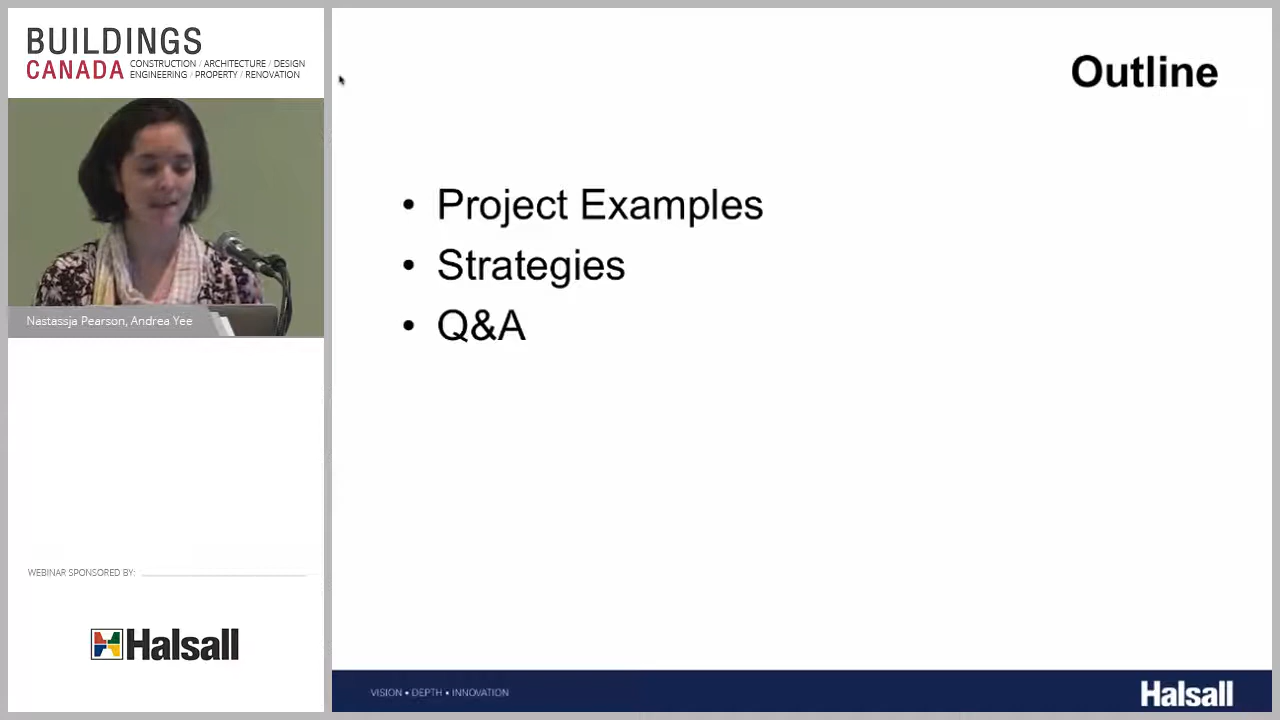 BUILDINGS
CANADA CONSTRUCTION / ARCHITECTURE / DESIGN
ENGINEERING / PROPERTY / RENOVATION
Nastassja Pearson, Andrea Yee
WEBINAR SPONSORED BY:
Halsall
Outline
• Project Examples
• Strategies
• Q&A
VISION • DEPTH • INNOVATION
Halsall